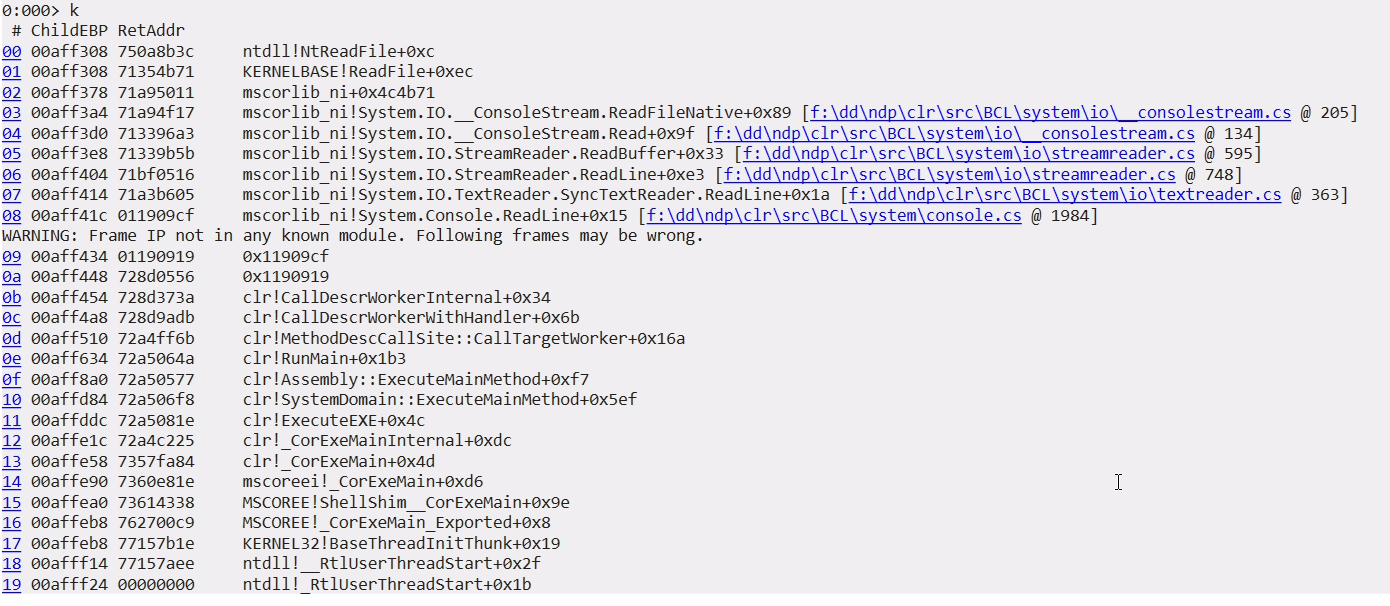 0:000> k
 # ChildEBP RetAddr
00 00aff308 750a8b3c     ntdll!NtReadFile+0xc
01 00aff308 71354b71     KERNELBASE!ReadFile+0xec
02 00aff378 71a95011     mscorlib_ni+0x4c4b71
03 00aff3a4 71a94f17     mscorlib_ni!System.IO.__ConsoleStream.ReadFileNative+0x89 [f:\dd\ndp\clr\src\BCL\system\io\__consolestream.cs @ 205]
04 00aff3d0 713396a3     mscorlib_ni!System.IO.__ConsoleStream.Read+0x9f [f:\dd\ndp\clr\src\BCL\system\io\__consolestream.cs @ 134]
05 00aff3e8 71339b5b     mscorlib_ni!System.IO.StreamReader.ReadBuffer+0x33 [f:\dd\ndp\clr\src\BCL\system\io\streamreader.cs @ 595]
06 00aff404 71bf0516     mscorlib_ni!System.IO.StreamReader.ReadLine+0xe3 [f:\dd\ndp\clr\src\BCL\system\io\streamreader.cs @ 748]
07 00aff414 71a3b605     mscorlib_ni!System.IO.TextReader.SyncTextReader.ReadLine+0x1a [f:\dd\ndp\clr\src\BCL\system\io\textreader.cs @ 363]
08 00aff41c 011909cf     mscorlib_ni!System.Console.ReadLine+0x15 [f:\dd\ndp\clr\src\BCL\system\console.cs @ 1984]
WARNING: Frame IP not in any known module. Following frames may be wrong.
09 00aff434 01190919     0x11909cf
0a 00aff448 728d0556     0x1190919
0b 00aff454 728d373a     clr!CallDescrWorkerInternal+0x34
0c 00aff4a8 728d9adb     clr!CallDescrWorkerWithHandler+0x6b
0d 00aff510 72a4ff6b     clr!MethodDescCallSite::CallTargetWorker+0x16a
0e 00aff634 72a5064a     clr!RunMain+0x1b3
0f 00aff8a0 72a50577     clr!Assembly::ExecuteMainMethod+0xf7
10 00affd84 72a506f8     clr!SystemDomain::ExecuteMainMethod+0x5ef
11 00affddc 72a5081e     clr!ExecuteEXE+0x4c
12 00affe1c 72a4c225     clr!_CorExeMainInternal+0xdc
13 00affe58 7357fa84     clr!_CorExeMain+0x4d
14 00affe90 7360e81e     mscoreei!_CorExeMain+0xd6
15 00affea0 73614338     MSCOREE!ShellShim__CorExeMain+0x9e
16 00affeb8 762700c9     MSCOREE!_CorExeMain_Exported+0x8
17 00affeb8 77157b1e     KERNEL32!BaseThreadInitThunk+0x19
18 00afff14 77157aee     ntdll!__RtlUserThreadStart+0x2f
19 00afff24 00000000     ntdll!_RtlUserThreadStart+0x1b